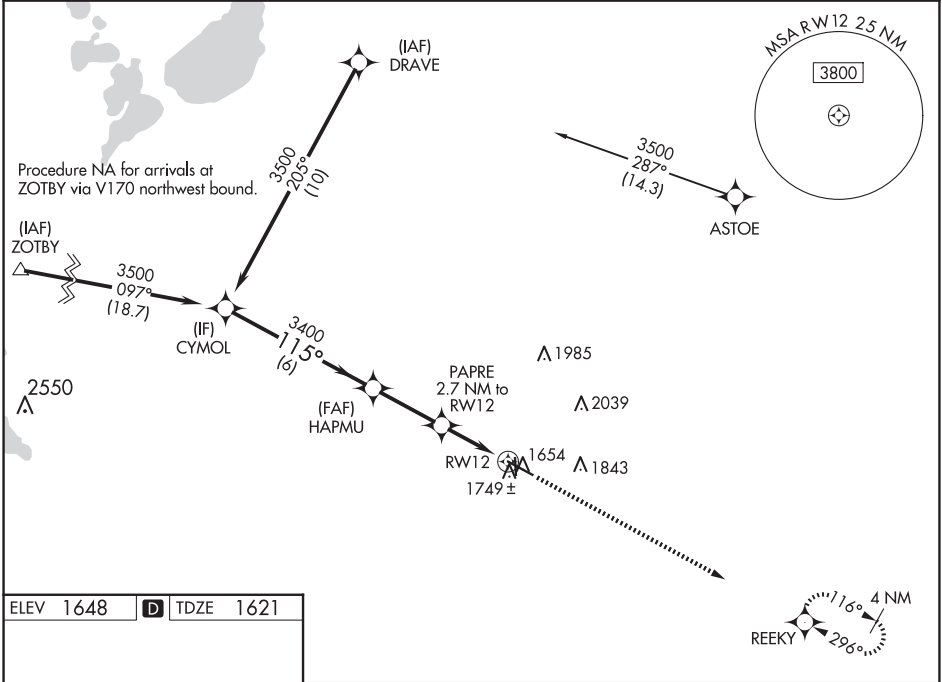 (IAF)
DRAVE
MSA RW12 25 NM
3800
3500
205°
(10)
3500
287°
(14.3)
ASTOE
Procedure NA for arrivals at
ZOTBY via V170 northwest bound.
(IAF)
ZOTBY
3500
097°
(18.7)
(IF)
CYMOL
3400
115°
(6)
(FAF)
HAPMU
PAPRE
2.7 NM to
RW12
1985
2039
2550
RW12
1654
1843
1749 ±
ELEV 1648 D TDZE 1621
REEKY
116°
4 NM
296°